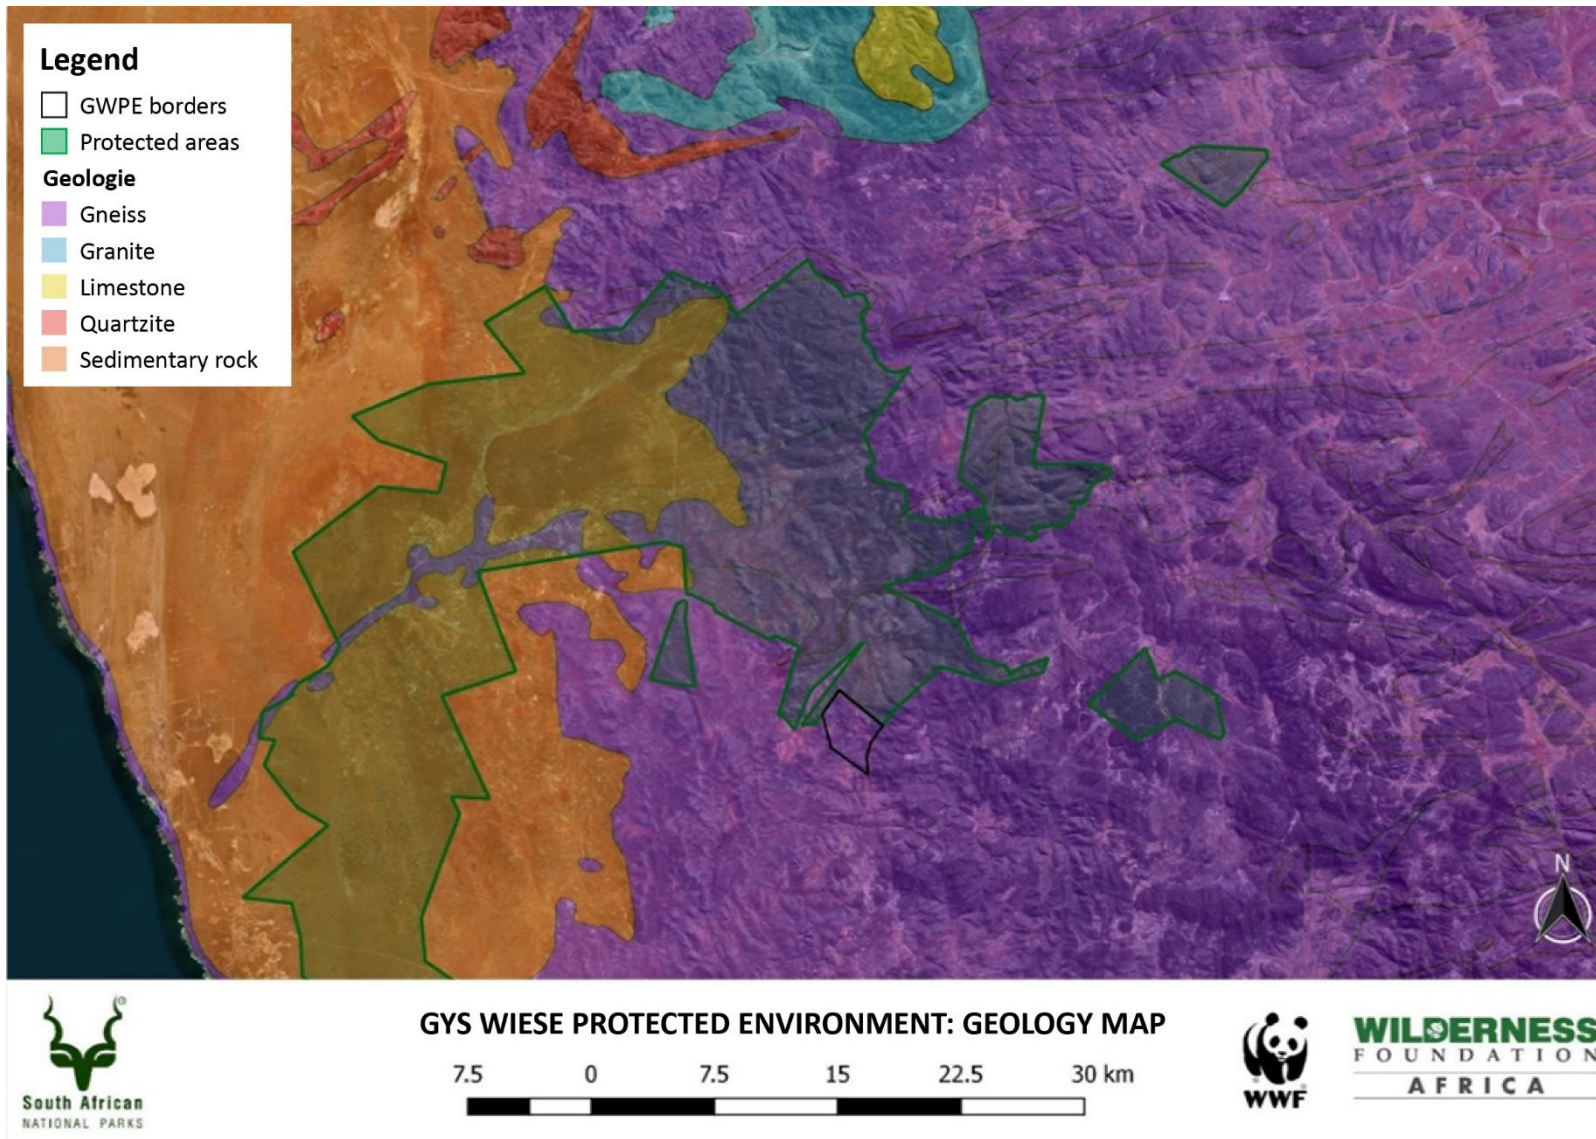 Legend
GWPE borders
Protected areas
Geologie
Gneiss
Granite
Limestone
Quartzite
Sedimentary rock
N
South African
NATIONAL PARKS
GYS WIESE PROTECTED ENVIRONMENT: GEOLOGY MAP
7.5 0 7.5 15 22.5 30 km
WWF
WILDERNESS
FOUNDATION
AFRICA